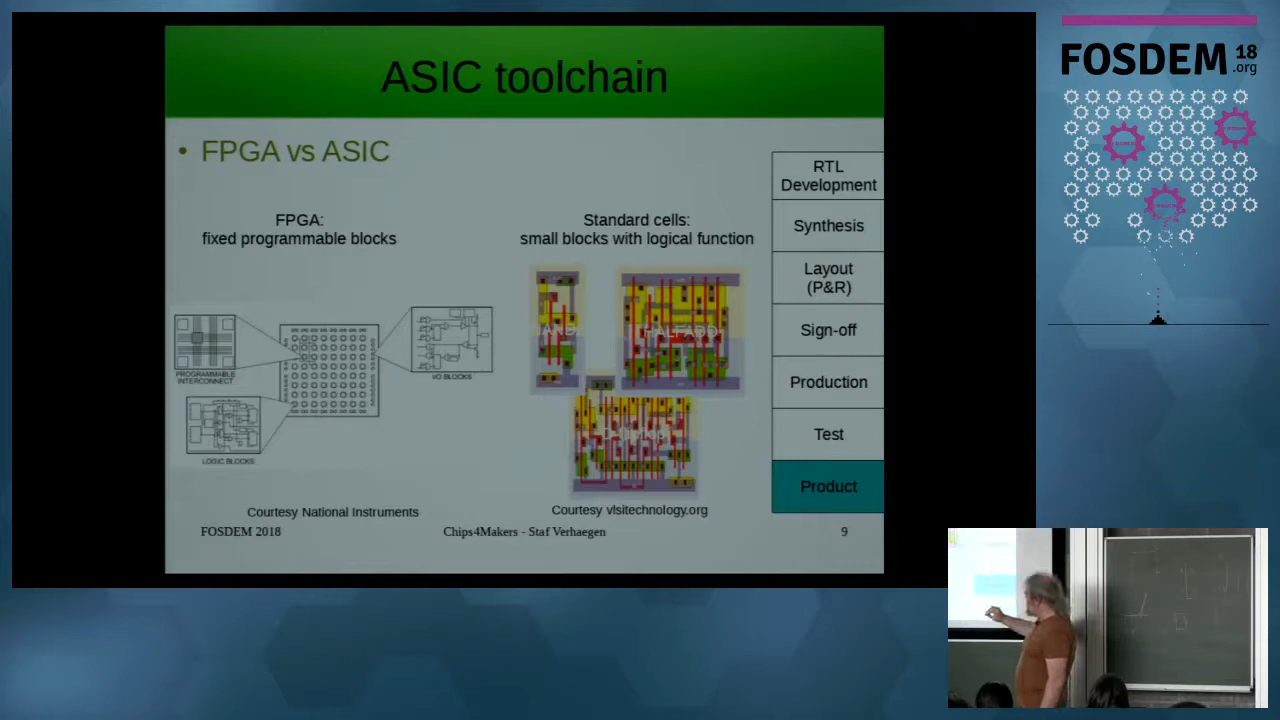 ASIC toolchain
• FPGA vs ASIC
FPGA:
fixed programmable blocks
Standard cells:
small blocks with logical function
PROGRAMMABLE
INTERCONNECT
I/O BLOCKS
LOGIC BLOCKS
AND
HALFADD
Courtesy National Instruments
Courtesy vlsitechnology.org
RTL
Development
Synthesis
Layout
(P&R)
Sign-off
Production
Test
Product
FOSDEM 2018
Chips4Makers - Staf Verhaegen
9
FOSDEM 18
.org